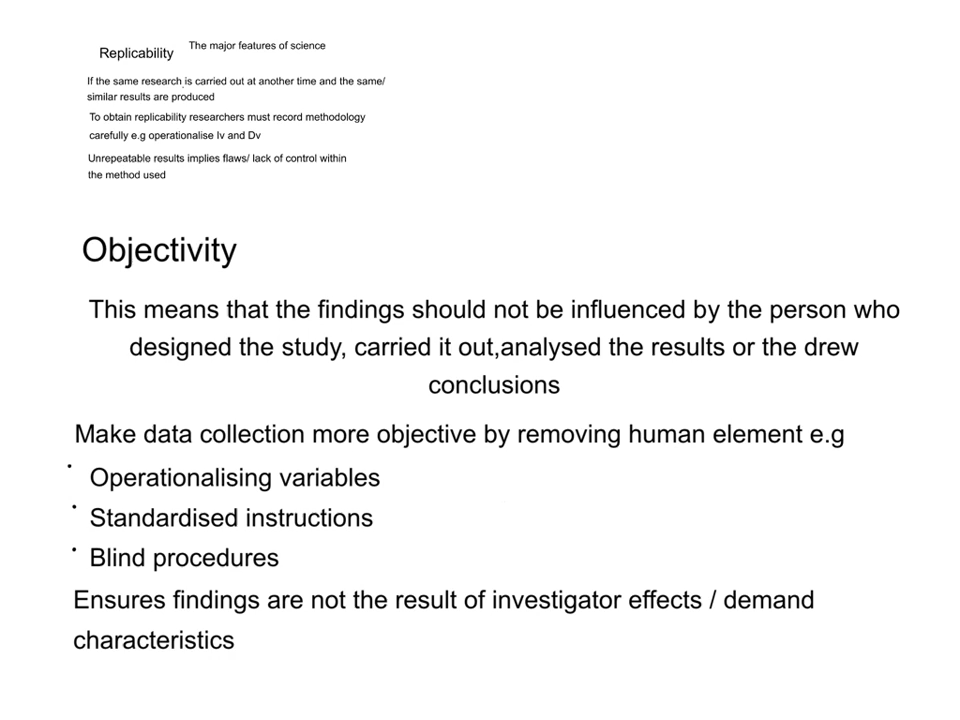 The major features of science
Replicability
If the same research is carried out at another time and the same/
similar results are produced
To obtain replicability researchers must record methodology
carefully e.g operationalise Iv and Dv
Unrepeatable results implies flaws/ lack of control within
the method used
Objectivity
This means that the findings should not be influenced by the person who
designed the study, carried it out,analysed the results or the drew
conclusions
Make data collection more objective by removing human element e.g
• Operationalising variables
• Standardised instructions
• Blind procedures
Ensures findings are not the result of investigator effects / demand
characteristics